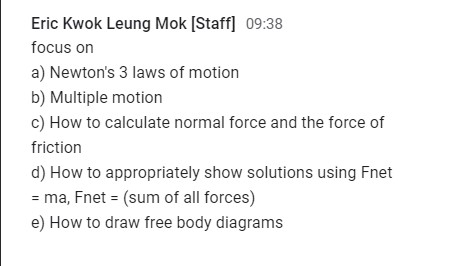 Eric Kwok Leung Mok [Staff] 09:38
focus on
a) Newton's 3 laws of motion
b) Multiple motion
c) How to calculate normal force and the force of
friction
d) How to appropriately show solutions using Fnet
= ma, Fnet = (sum of all forces)
e) How to draw free body diagrams